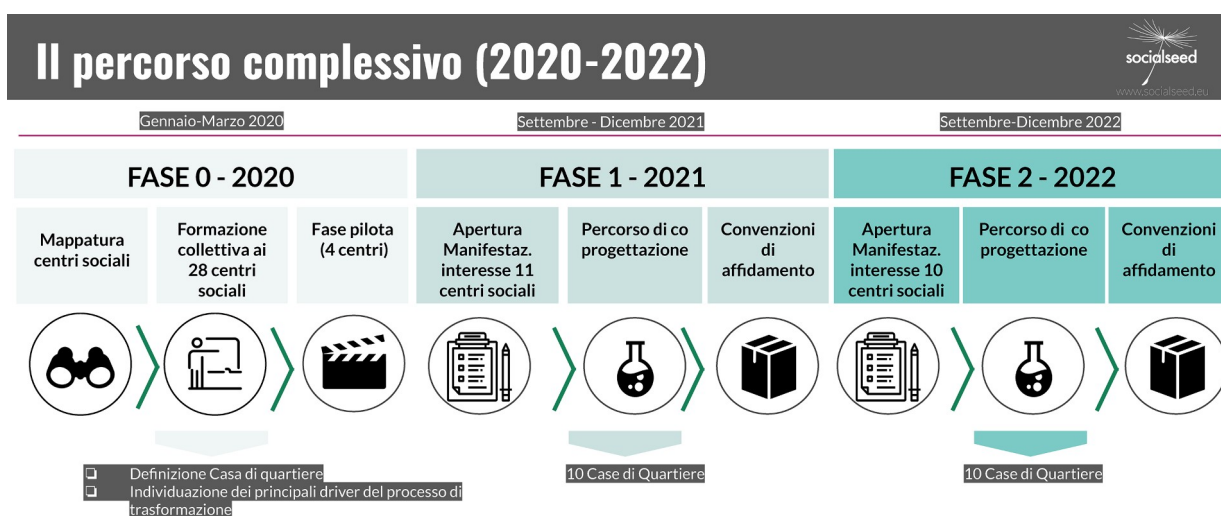 Il percorso complessivo (2020-2022)
socialseed
www.socialseed.eu
Gennaio-Marzo 2020
Settembre - Dicembre 2021
Settembre-Dicembre 2022
FASE 0 - 2020
FASE 1 - 2021
FASE 2 - 2022
Mappatura
centri sociali
Formazione
collettiva ai
28 centri
sociali
Fase pilota
(4 centri)
Apertura
Manifestaz.
interesse 11
centri sociali
Percorso di co
progettazione
Convenzioni
di
affidamento
Apertura
Manifestaz.
interesse 10
centri sociali
Percorso di co
progettazione
Convenzioni
di
affidamento
Definizione Casa di quartiere
Individuazione dei principali driver del processo di
trasformazione
10 Case di Quartiere
10 Case di Quartiere